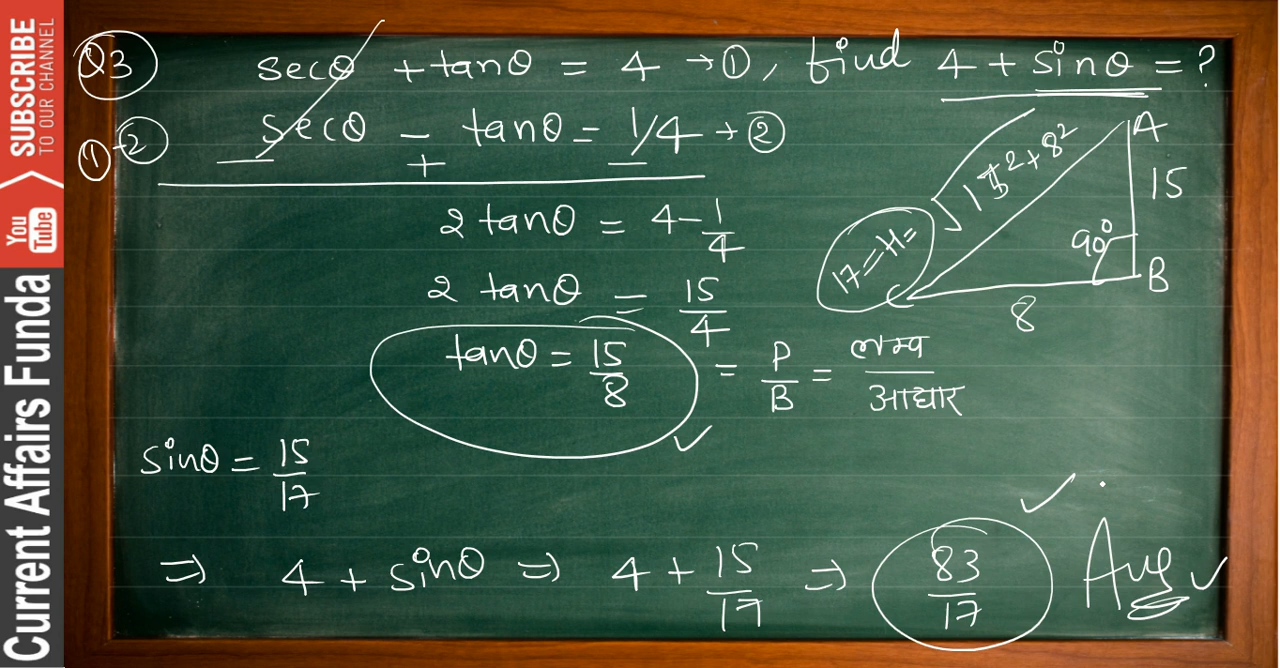 SUBSCRIBE
TO OUR CHANNEL
You Tube
Current Affairs Funda
Q3 secθ + tanθ = 4 → ①, find 4 + sinθ = ?
① - ② secθ - tanθ = 1/4 → ②
+
2 tanθ = 4 - 1/4
2 tanθ = 15/4
tanθ = 15/8 = P/B = लम्ब/आधार
A
15
90°
B
8
C
17 = H = √15² + 8²
sinθ = 15/17
⇒ 4 + sinθ ⇒ 4 + 15/17 ⇒ 83/17